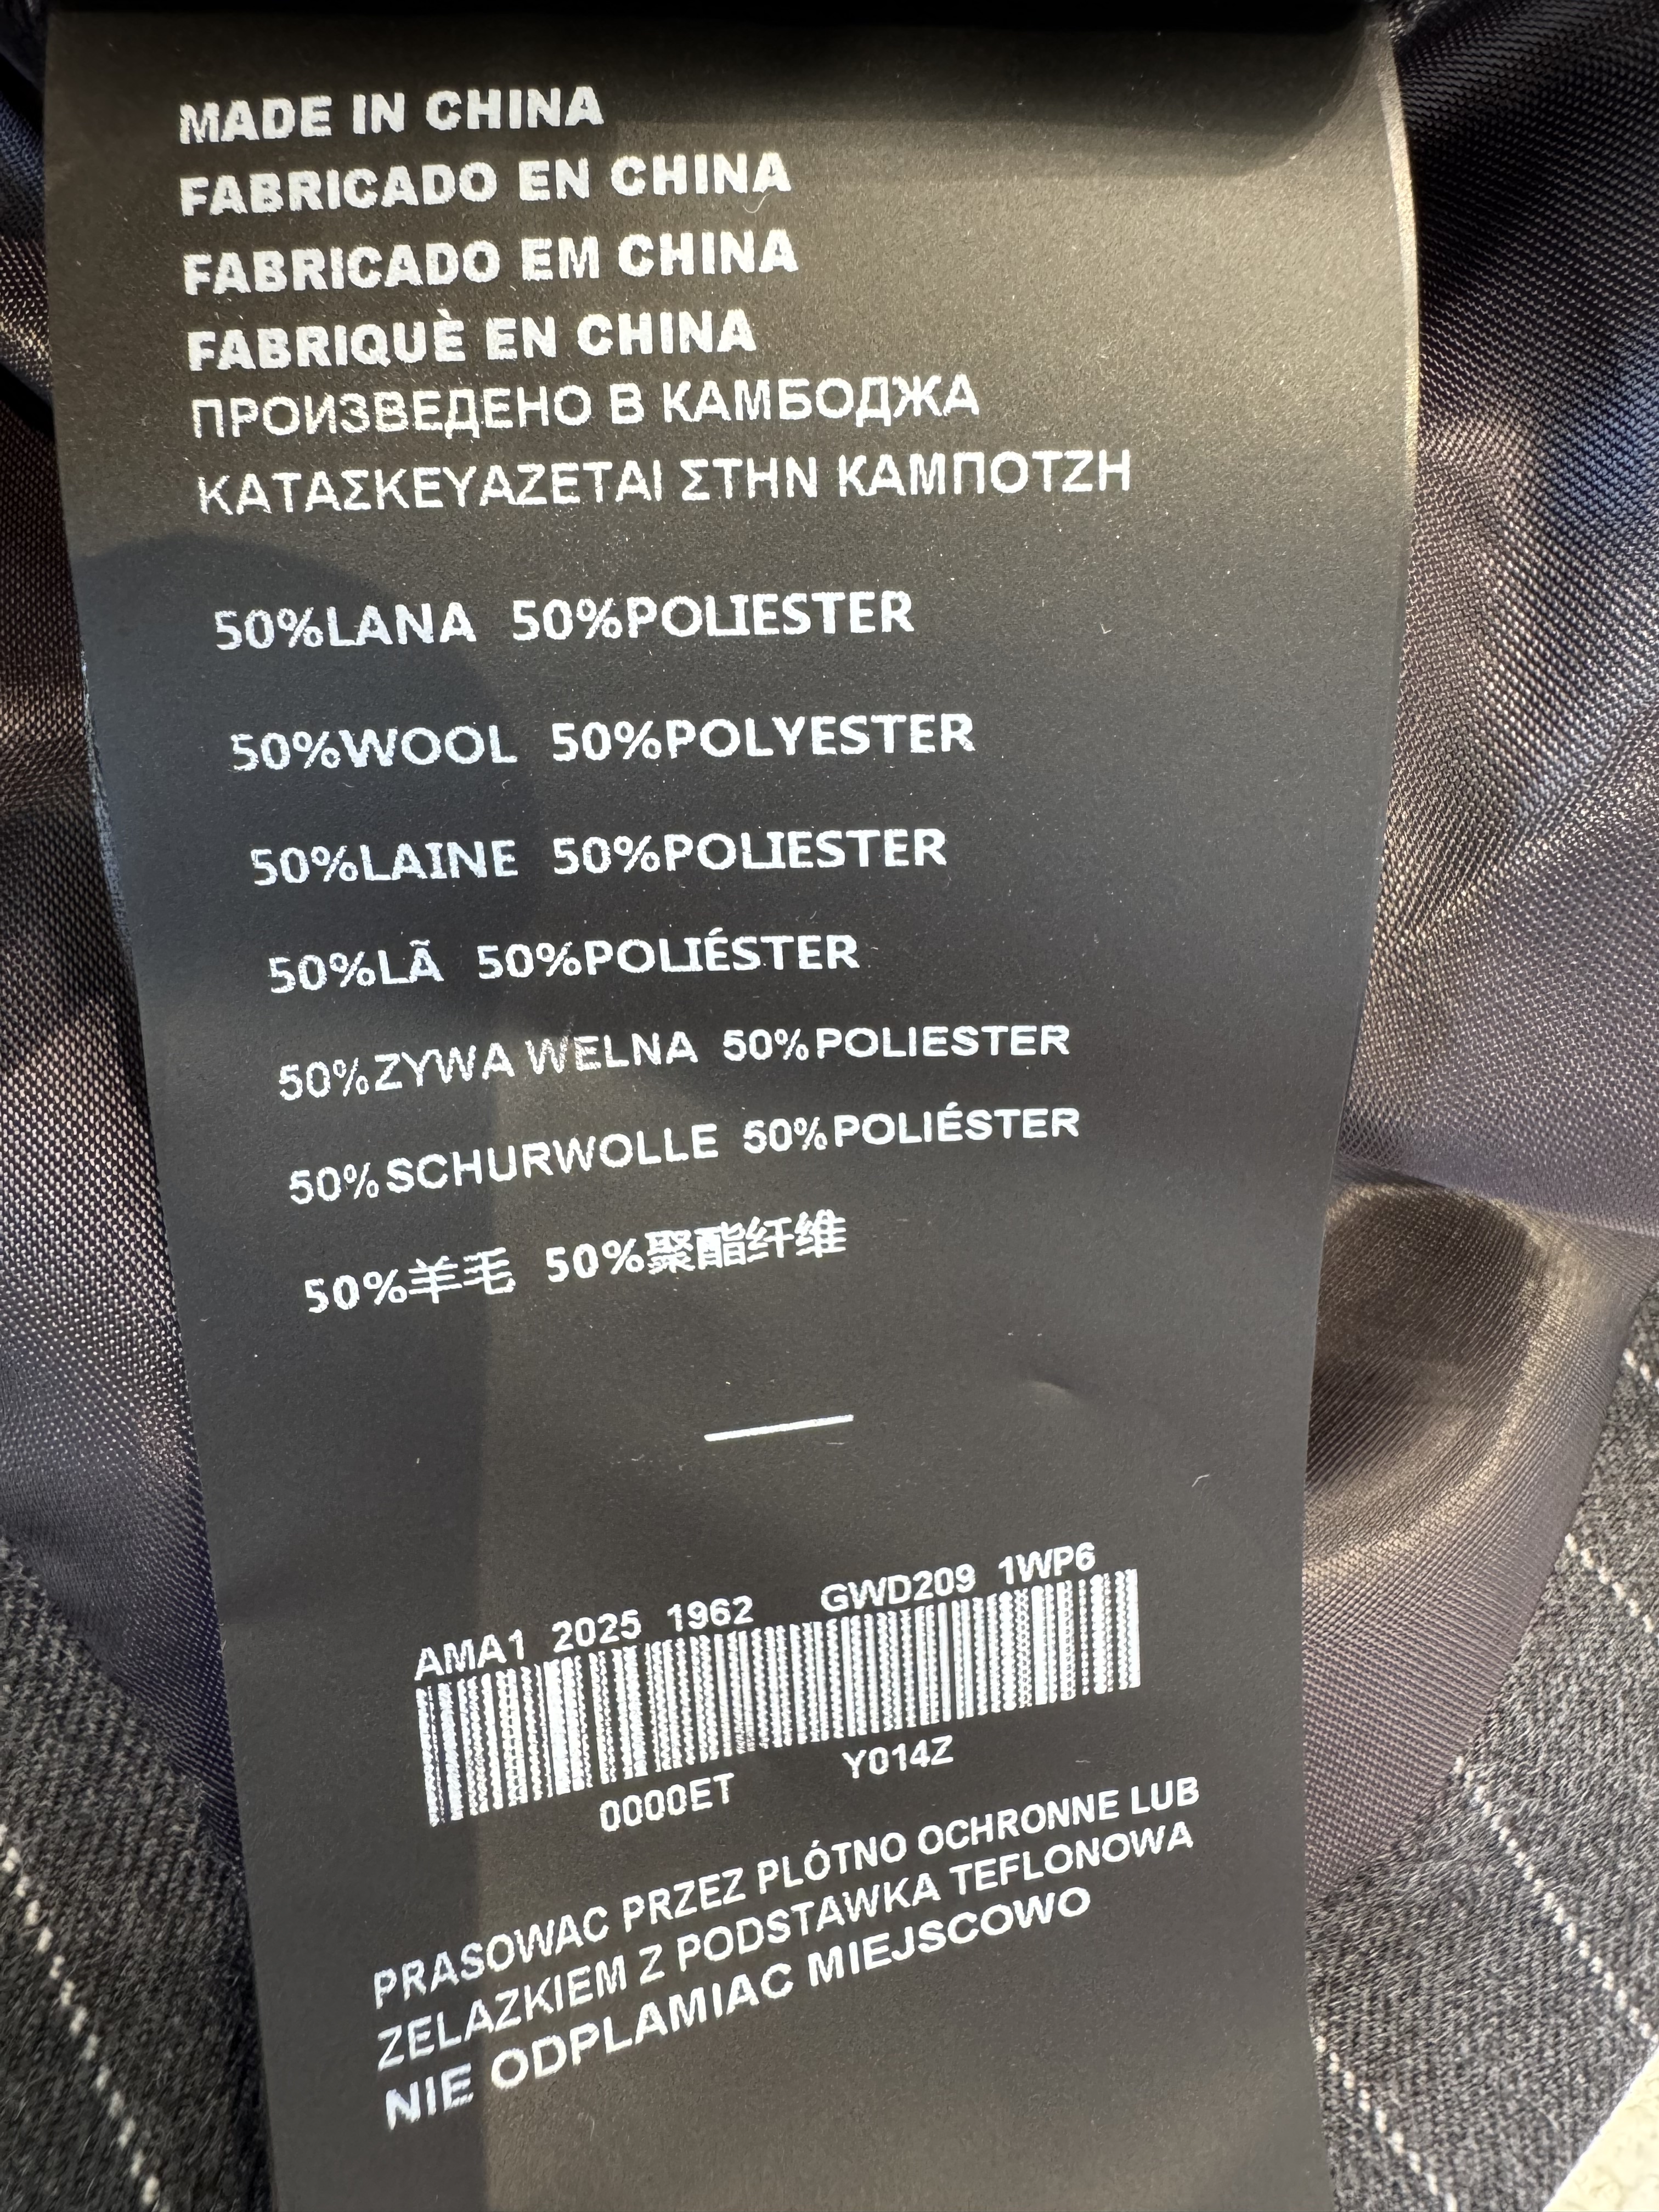 MADE IN CHINA
FABRICADO EN CHINA
FABRICADO EM CHINA
FABRIQUÈ EN CHINA
ПРОИЗВЕДЕНО В КАМБОДЖА
ΚΑΤΑΣΚΕΥΑΖΕΤΑΙ ΣΤΗΝ ΚΑΜΠΟΤΖΗ
50%LANA 50%POLIESTER
50%WOOL 50%POLYESTER
50%LAINE 50%POLIESTER
50%LÃ 50%POLIÉSTER
50%ZYWA WELNA 50%POLIESTER
50%SCHURWOLLE 50%POLIÉSTER
50%羊毛 50%聚酯纤维
AMA1 2025 1962 GWD209 1WP6
0000ET Y014Z
PRASOWAC PRZEZ PLÓTNO OCHRONNE LUB
ZELAZKIEM Z PODSTAWKA TEFLONOWA
NIE ODPLAMIAC MIEJSCOWO